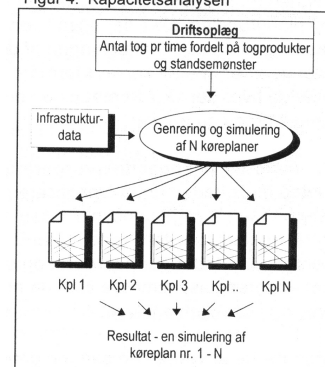 Figur 4. Kapacitetsanalysen
Driftsoplæg
Antal tog pr time fordelt på togprodukter
og standsemønster
Infrastruktur-
data
Genrering og simulering
af N køreplaner
Kpl 1 Kpl 2 Kpl 3 Kpl .. Kpl N
Resultat - en simulering af
køreplan nr. 1 - N